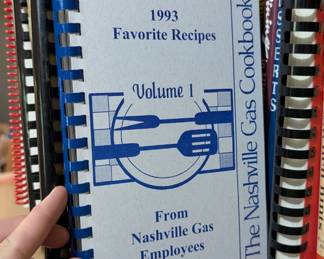 1993
Favorite Recipes
Volume 1
From
Nashville Gas
Employees
The Nashville Gas Cookbook